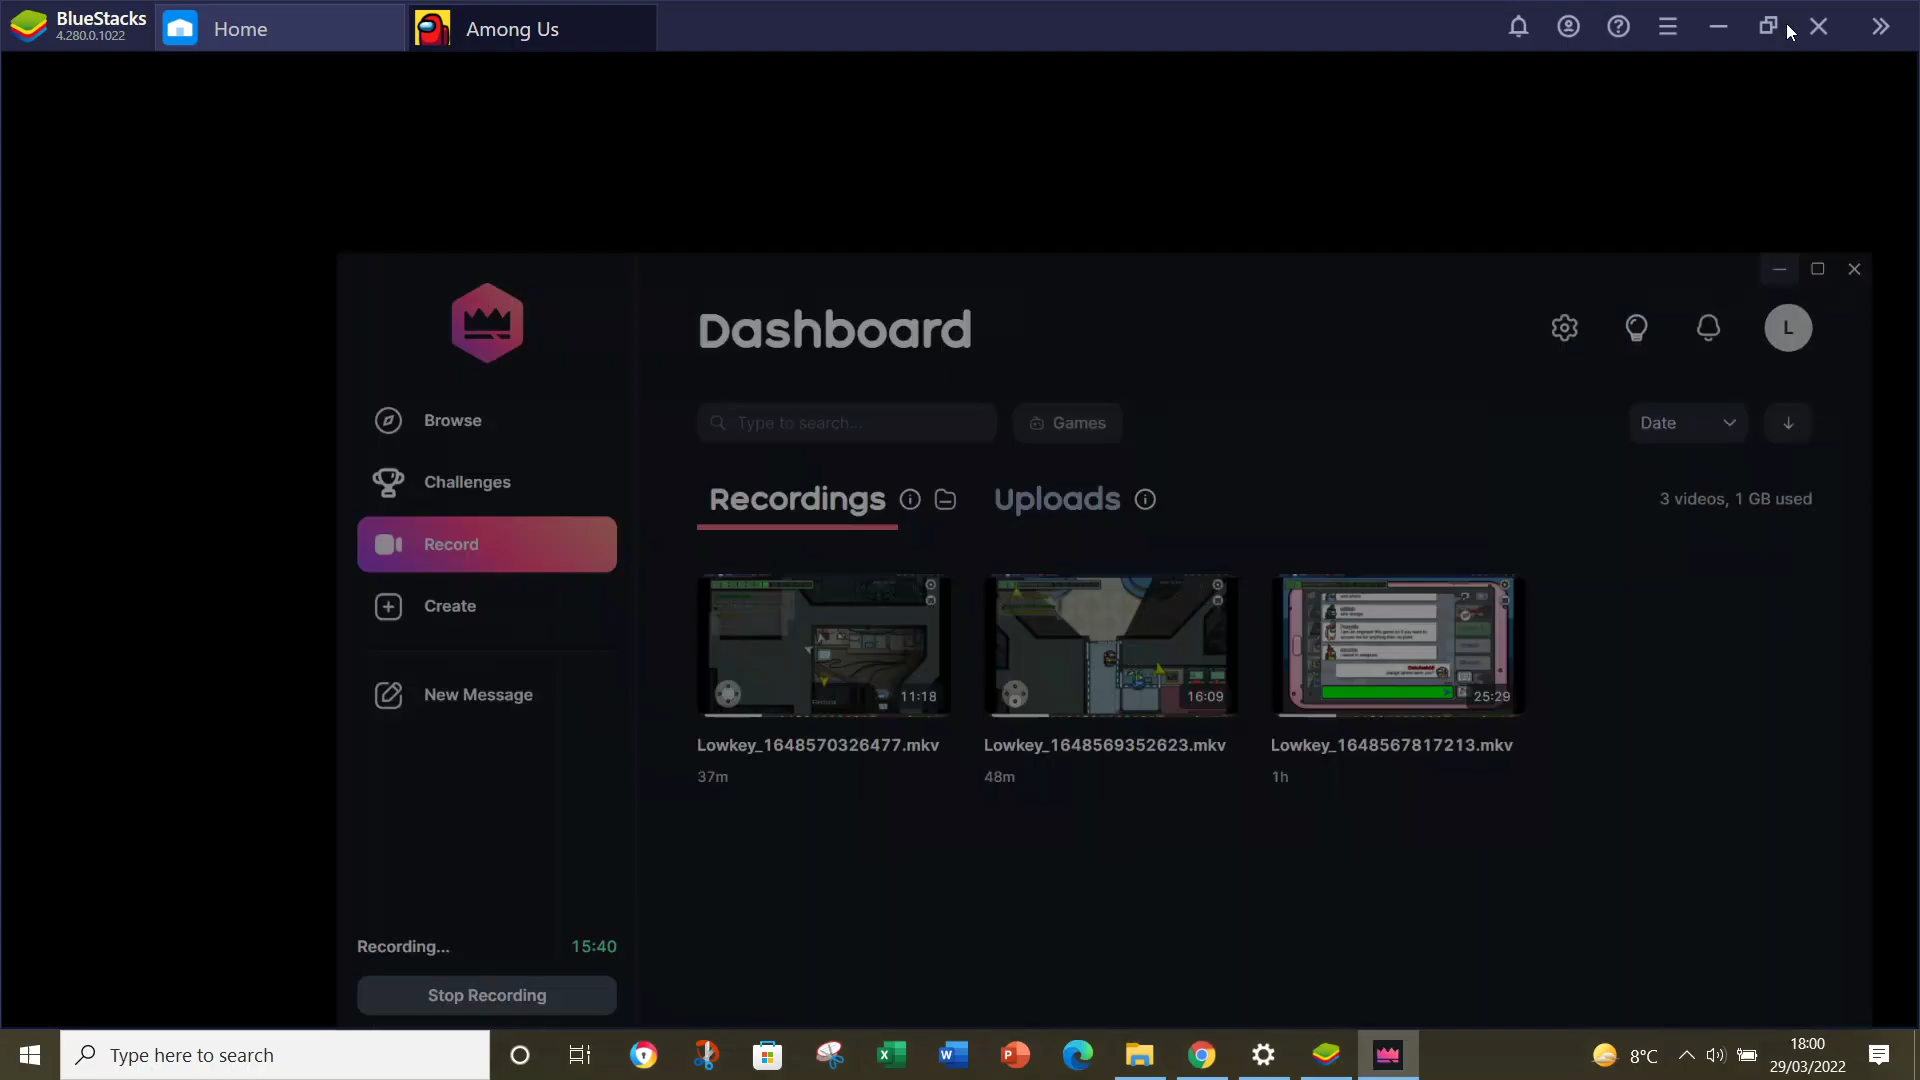 BlueStacks
4.280.0.1022
Home
Among Us
Dashboard
L
Browse
Challenges
Record
Create
New Message
Type to search...
Games
Date
Recordings
Uploads
3 videos, 1 GB used
11:18
16:09
25:29
Lowkey_1648570326477.mkv
Lowkey_1648569352623.mkv
Lowkey_1648567817213.mkv
37m
48m
1h
Recording...
15:40
Stop Recording
Type here to search
8°C
18:00
29/03/2022